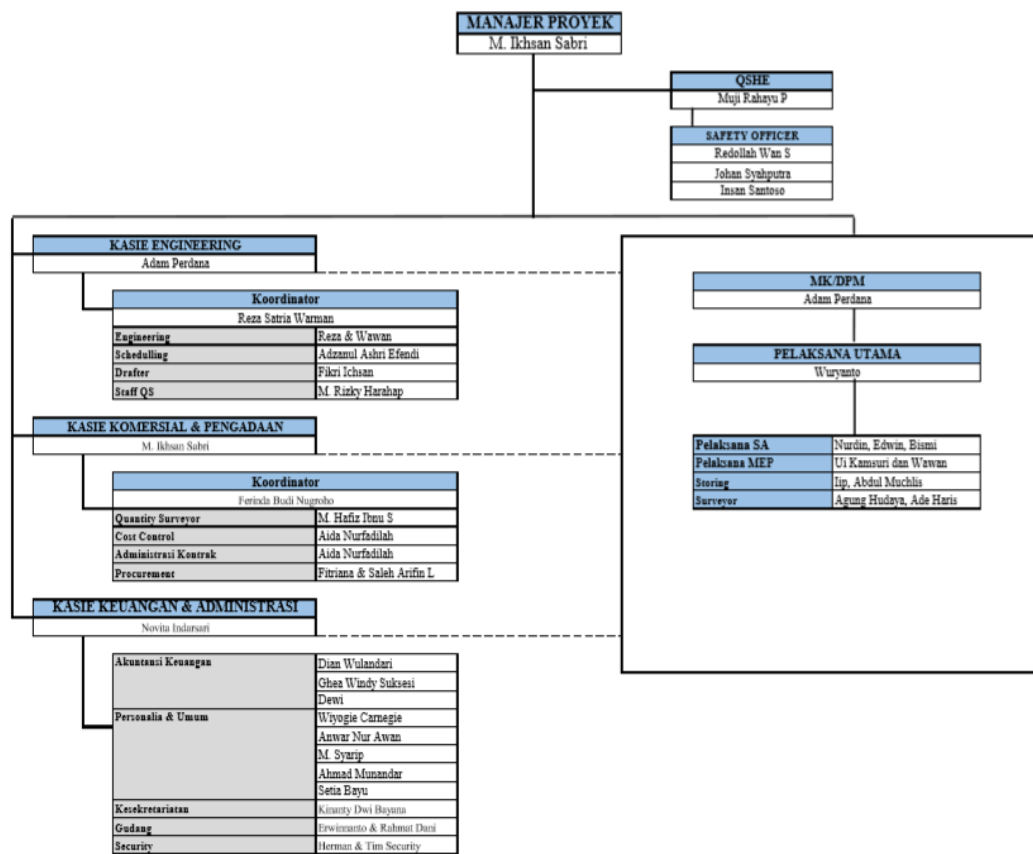 MANAJER PROYEK
M. Ikhsan Sabri
QSHE
Muji Rahayu P
SAFETY OFFICER
Redollah Wan S
Johan Syahputra
Insan Santoso
KASIE ENGINEERING
Adam Perdana
Koordinator
Reza Satria Warman
Engineering Reza & Wawan
Schedulling Adzanul Ashri Efendi
Drafter Fikri Ichsan
Staff QS M. Rizky Harahap
KASIE KOMERSIAL & PENGADAAN
M. Ikhsan Sabri
Koordinator
Ferinda Budi Nugroho
Quantity Surveyor M. Hafiz Ibnu S
Cost Control Aida Nurfadilah
Administrasi Kontrak Aida Nurfadilah
Procurement Fitriana & Saleh Arifin L
KASIE KEUANGAN & ADMINISTRASI
Novita Indarsari
Akuntansi Keuangan Dian Wulandari
Ghea Windy Suksesi
Dewi
Personalia & Umum Wiyogie Carnegie
Anwar Nur Awan
M. Syarip
Ahmad Munandar
Setia Bayu
Kesekretariatan Kinanty Dwi Bayana
Gudang Erwinnanto & Rahmat Dani
Security Herman & Tim Security
MK/DPM
Adam Perdana
PELAKSANA UTAMA
Wuryanto
Pelaksana SA Nurdin, Edwin, Bismi
Pelaksana MEP Ui Kamsuri dan Wawan
Storing Iip, Abdul Muchlis
Surveyor Agung Hudaya, Ade Haris